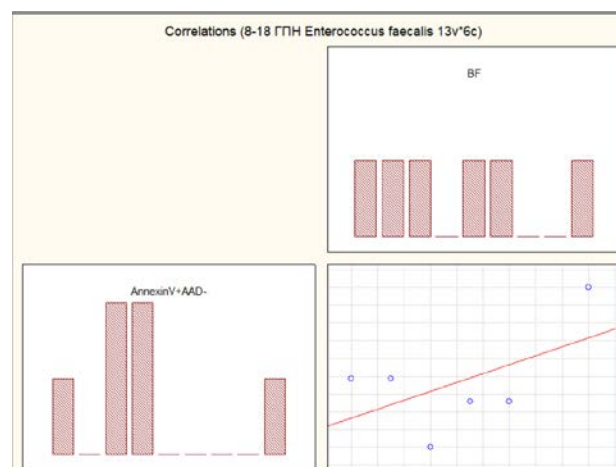 Correlations (8-18 ГПН Enterococcus faecalis 13v*6c)
BF
AnnexinV+AAD-